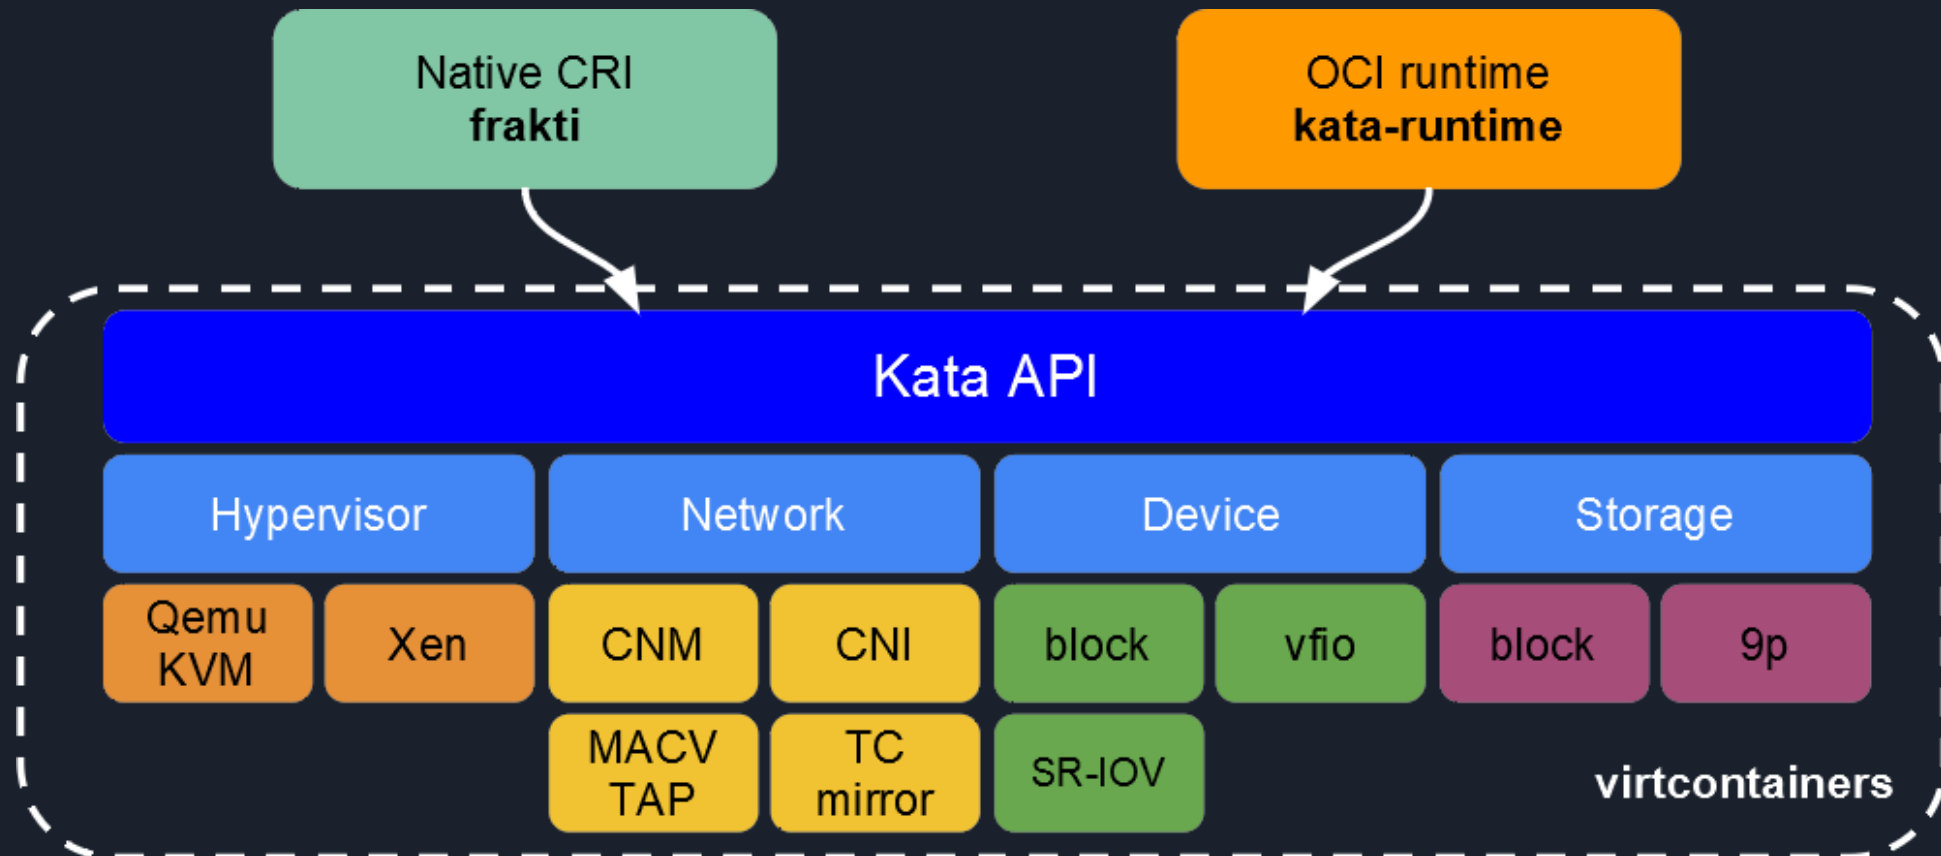 Native CRI
frakti
OCI runtime
kata-runtime
Kata API
Hypervisor
Network
Device
Storage
Qemu
KVM
Xen
CNM
CNI
block
vfio
block
9p
MACV
TAP
TC
mirror
SR-IOV
virtcontainers